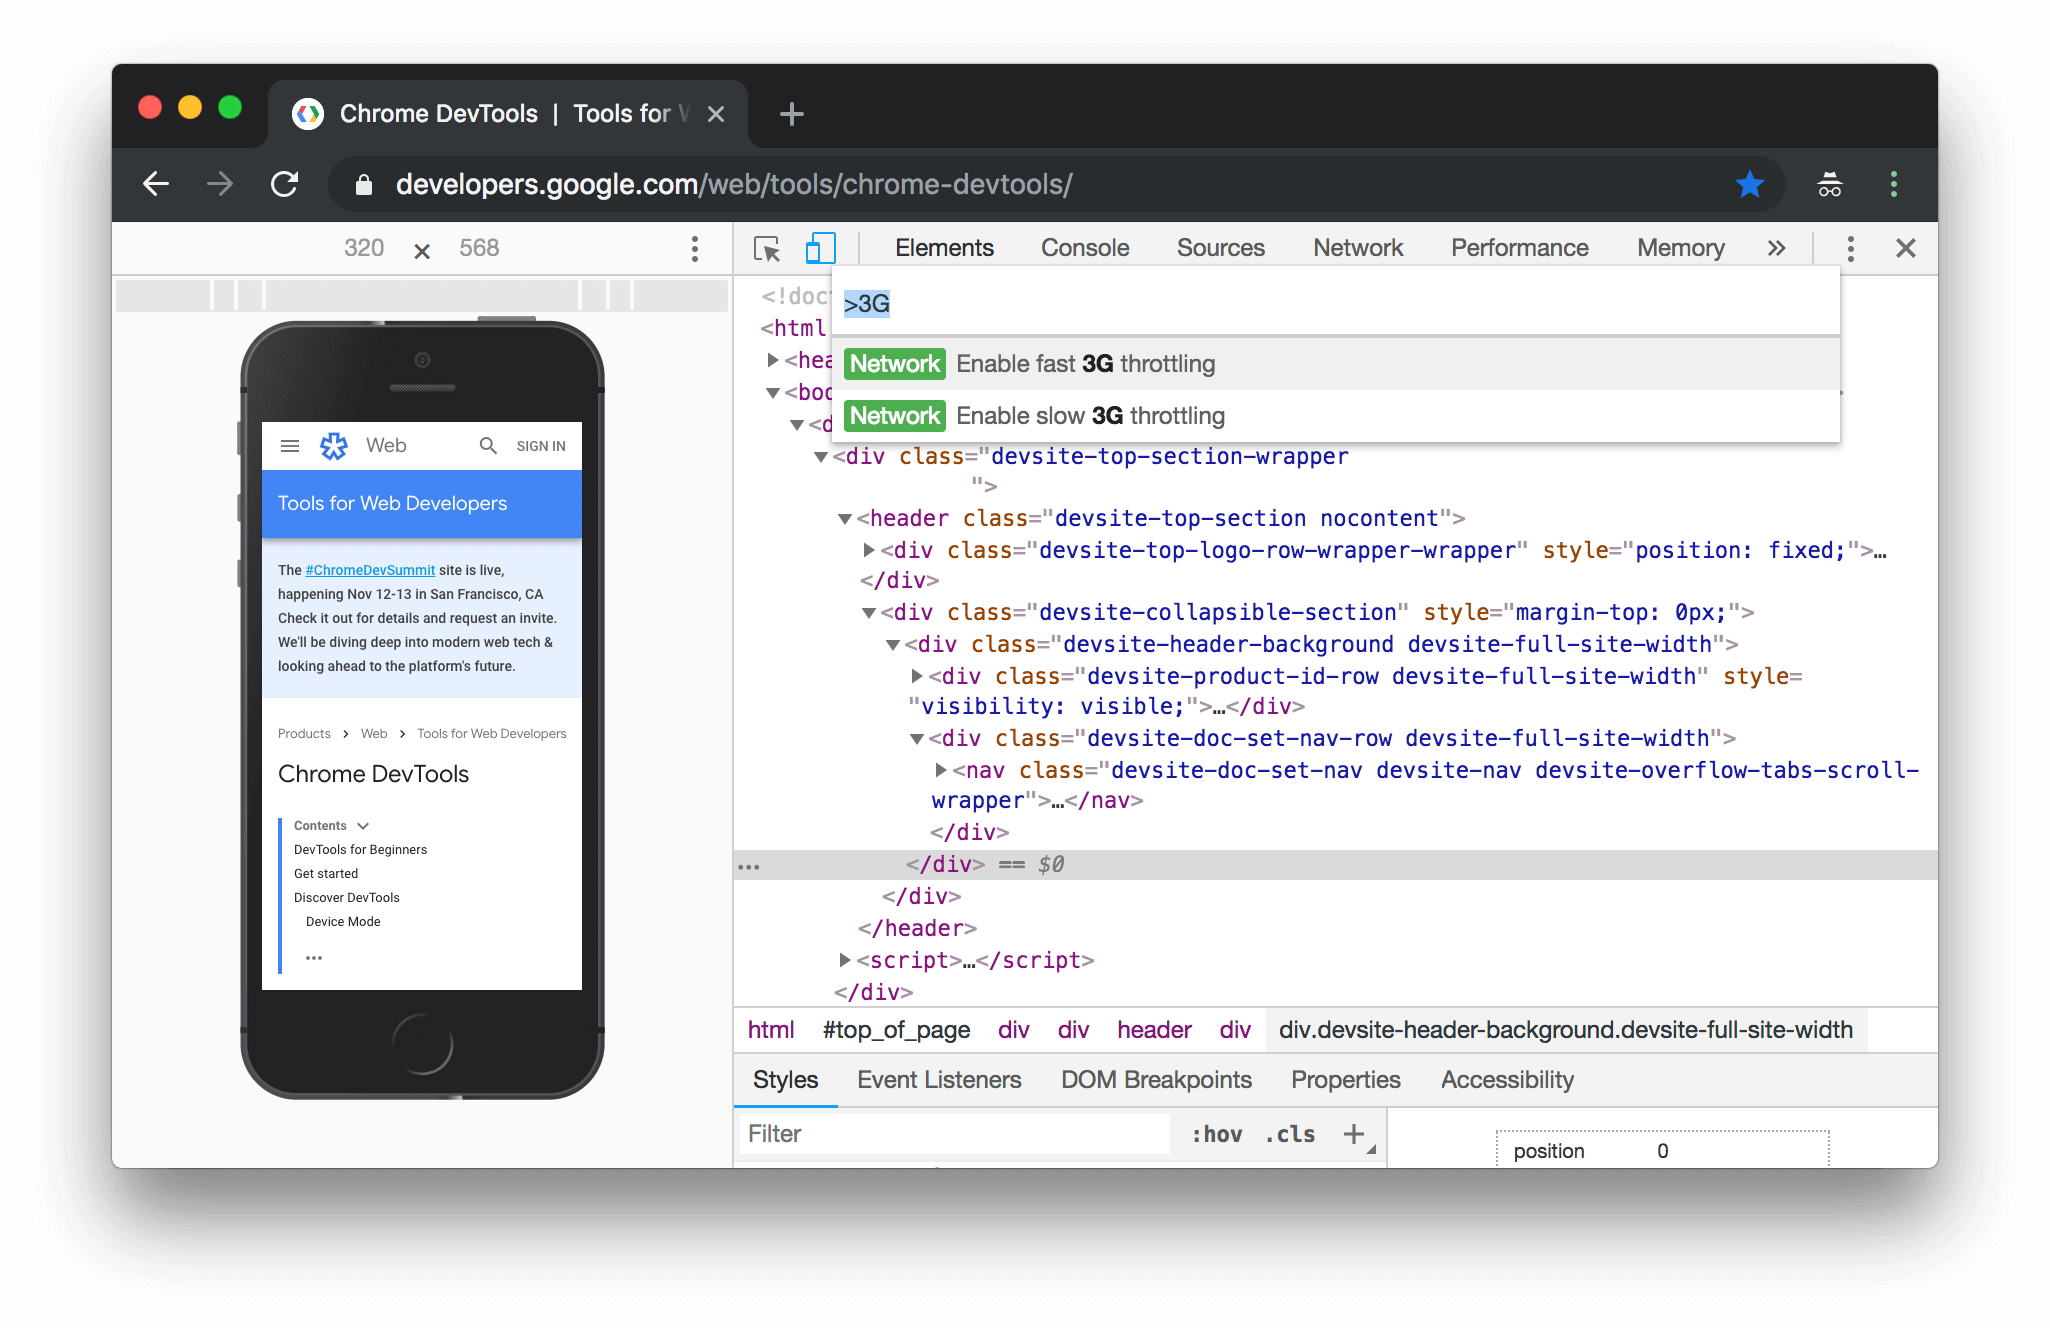 Chrome DevTools | Tools for W
developers.google.com/web/tools/chrome-devtools/
320 × 568
Elements Console Sources Network Performance Memory »
>3G
Network Enable fast 3G throttling
Network Enable slow 3G throttling
Web SIGN IN
Tools for Web Developers
The #ChromeDevSummit site is live,
happening Nov 12-13 in San Francisco, CA
Check it out for details and request an invite.
We'll be diving deep into modern web tech &
looking ahead to the platform's future.
Products > Web > Tools for Web Developers
Chrome DevTools
Contents
DevTools for Beginners
Get started
Discover DevTools
Device Mode
...
<!doc
<html
<hea
<bod
<d
<div class="devsite-top-section-wrapper
">
<header class="devsite-top-section nocontent">
<div class="devsite-top-logo-row-wrapper-wrapper" style="position: fixed;">…
</div>
<div class="devsite-collapsible-section" style="margin-top: 0px;">
<div class="devsite-header-background devsite-full-site-width">
<div class="devsite-product-id-row devsite-full-site-width" style=
"visibility: visible;">…</div>
<div class="devsite-doc-set-nav-row devsite-full-site-width">
<nav class="devsite-doc-set-nav devsite-nav devsite-overflow-tabs-scroll-
wrapper">…</nav>
</div>
... </div> == $0
</div>
</header>
<script>…</script>
</div>
html #top_of_page div div header div div.devsite-header-background.devsite-full-site-width
Styles Event Listeners DOM Breakpoints Properties Accessibility
Filter :hov .cls +
position 0